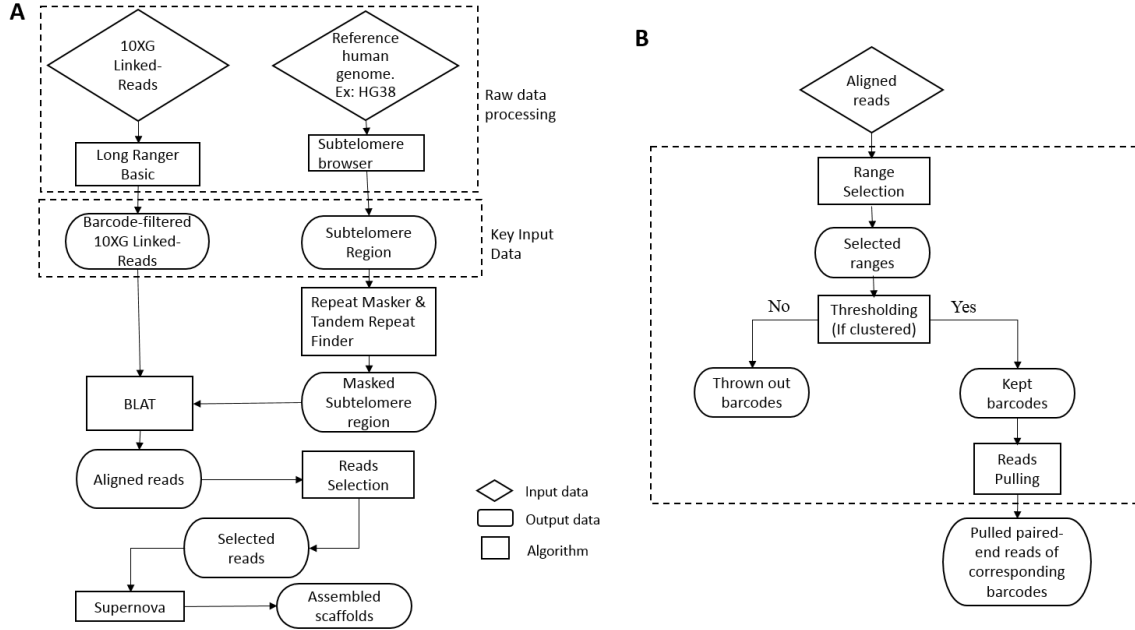 A
10XG
Linked-
Reads
Reference
human
genome.
Ex: HG38
Raw data
processing
Long Ranger
Basic
Subtelomere
browser
Barcode-filtered
10XG Linked-
Reads
Subtelomere
Region
Key Input
Data
Repeat Masker &
Tandem Repeat
Finder
BLAT
Masked
Subtelomere
region
Aligned reads
Reads
Selection
Selected
reads
Supernova
Assembled
scaffolds
Input data
Output data
Algorithm
B
Aligned
reads
Range
Selection
Selected
ranges
No
Thresholding
(If clustered)
Yes
Thrown out
barcodes
Kept
barcodes
Reads
Pulling
Pulled paired-
end reads of
corresponding
barcodes